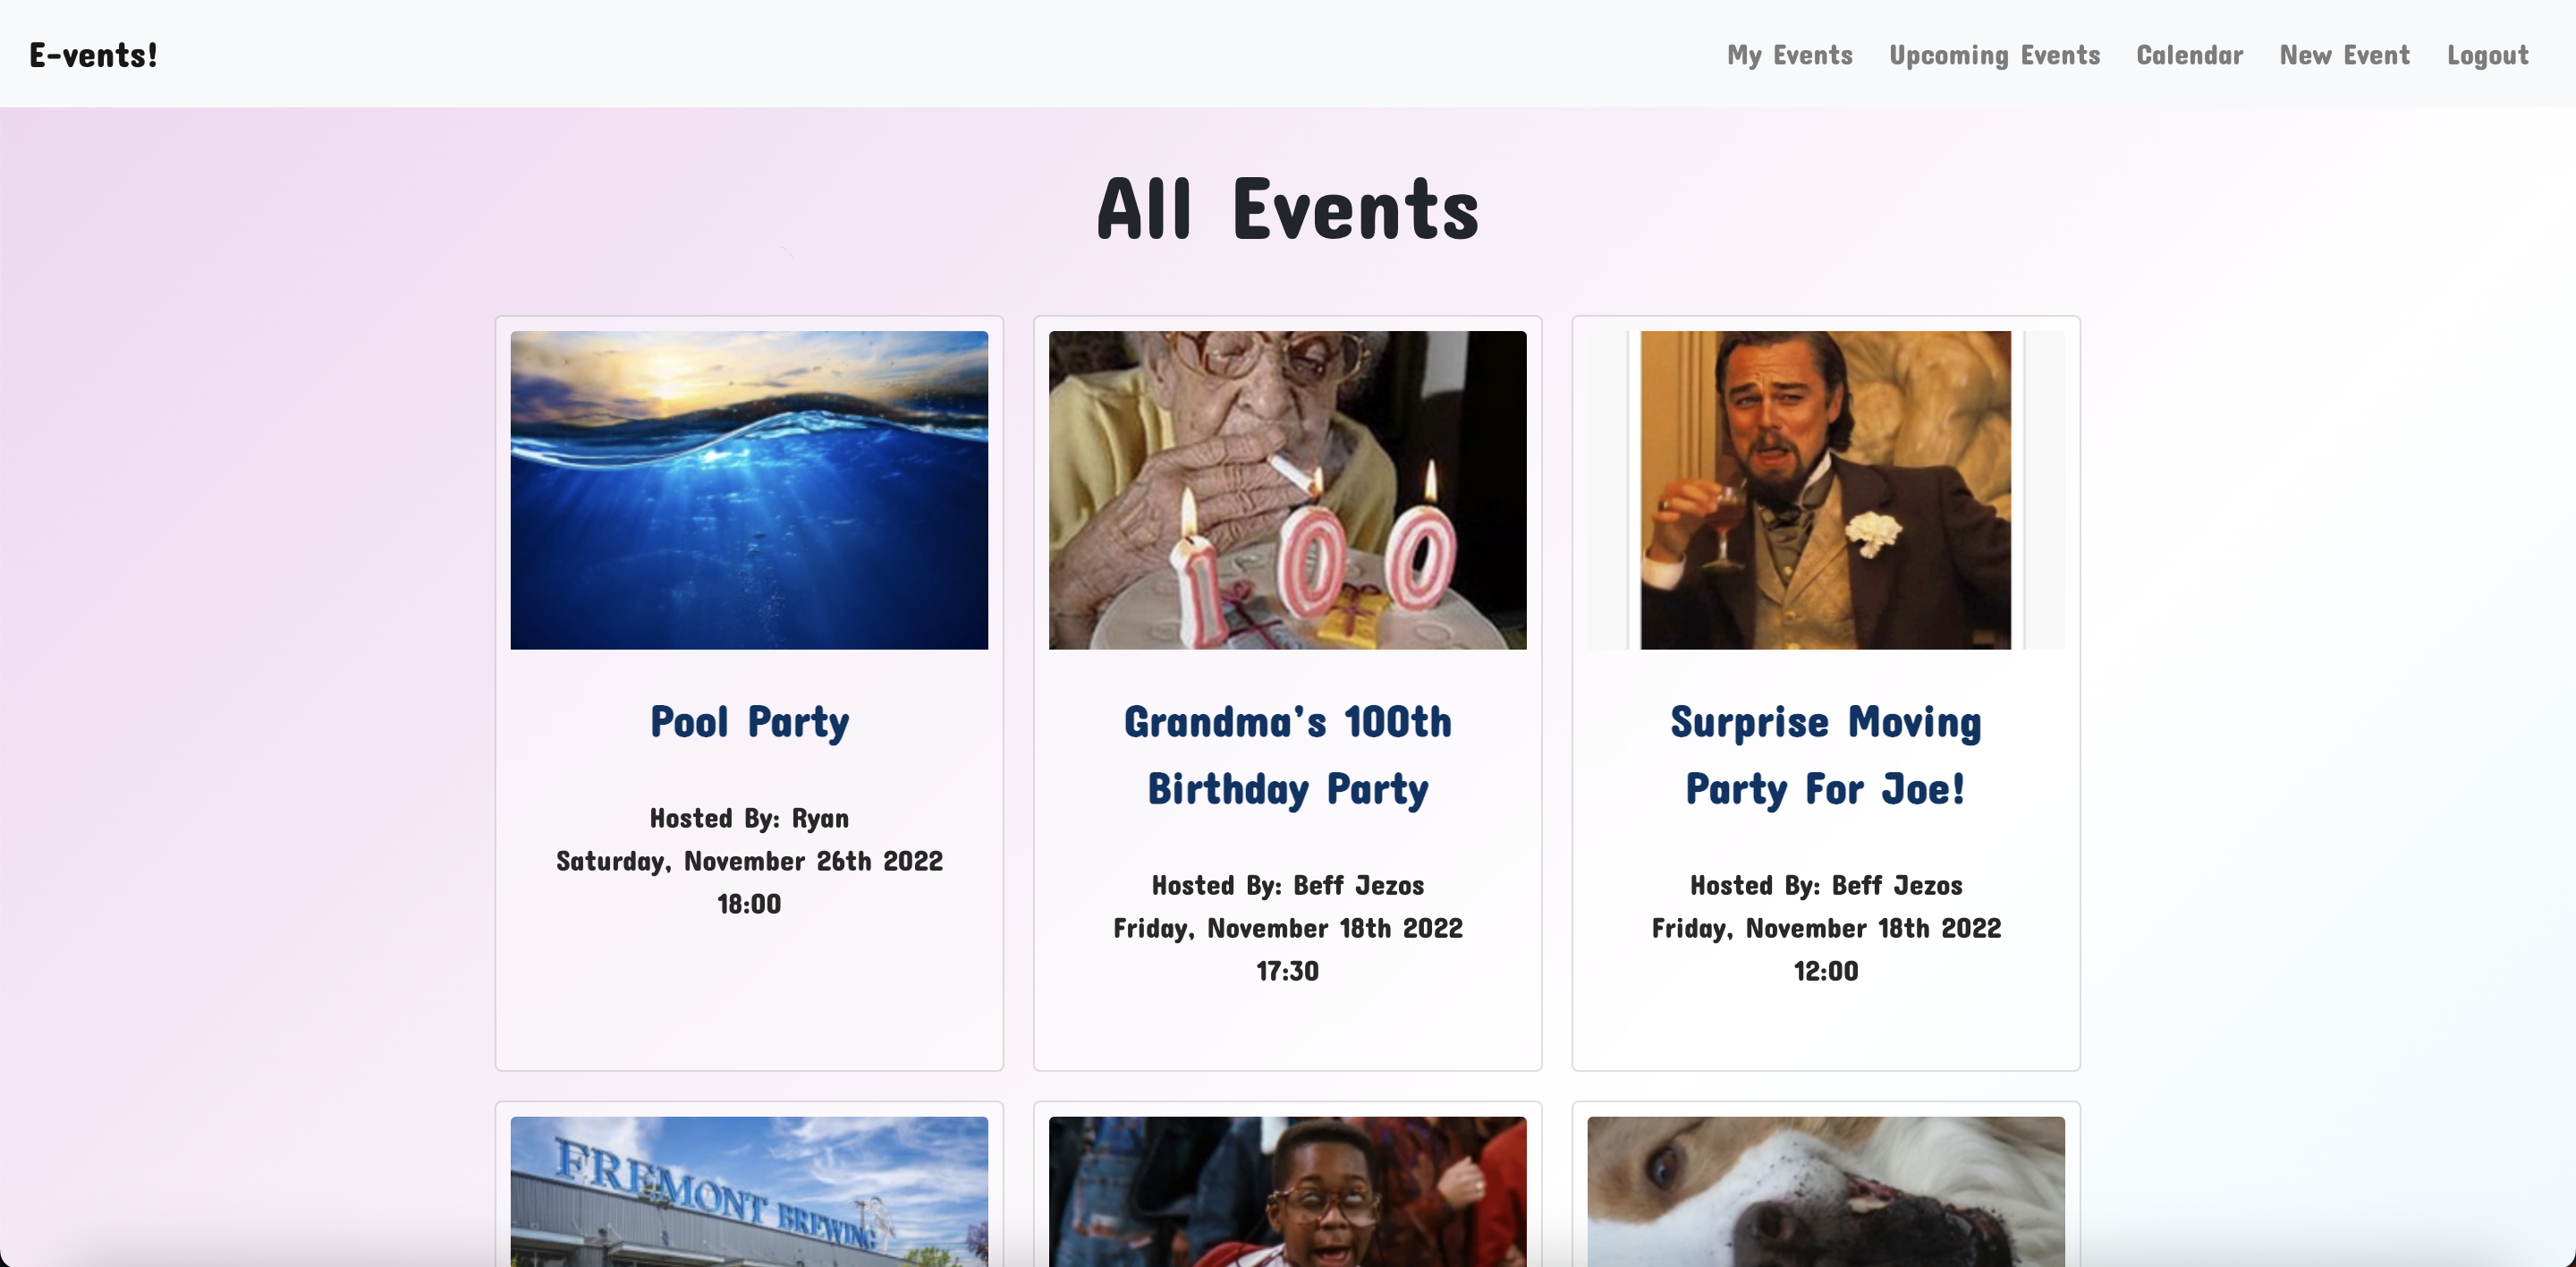 E-vents!
My Events
Upcoming Events
Calendar
New Event
Logout
All Events
Pool Party
Hosted By: Ryan
Saturday, November 26th 2022
18:00
100
Grandma's 100th
Birthday Party
Hosted By: Beff Jezos
Friday, November 18th 2022
17:30
Surprise Moving
Party For Joe!
Hosted By: Beff Jezos
Friday, November 18th 2022
12:00
FREMONT BREWING